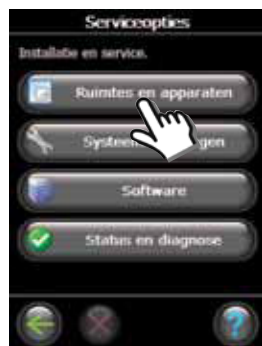 Serviceopties
Installatie en service.
Ruimtes en apparaten
Software
Status en diagnose